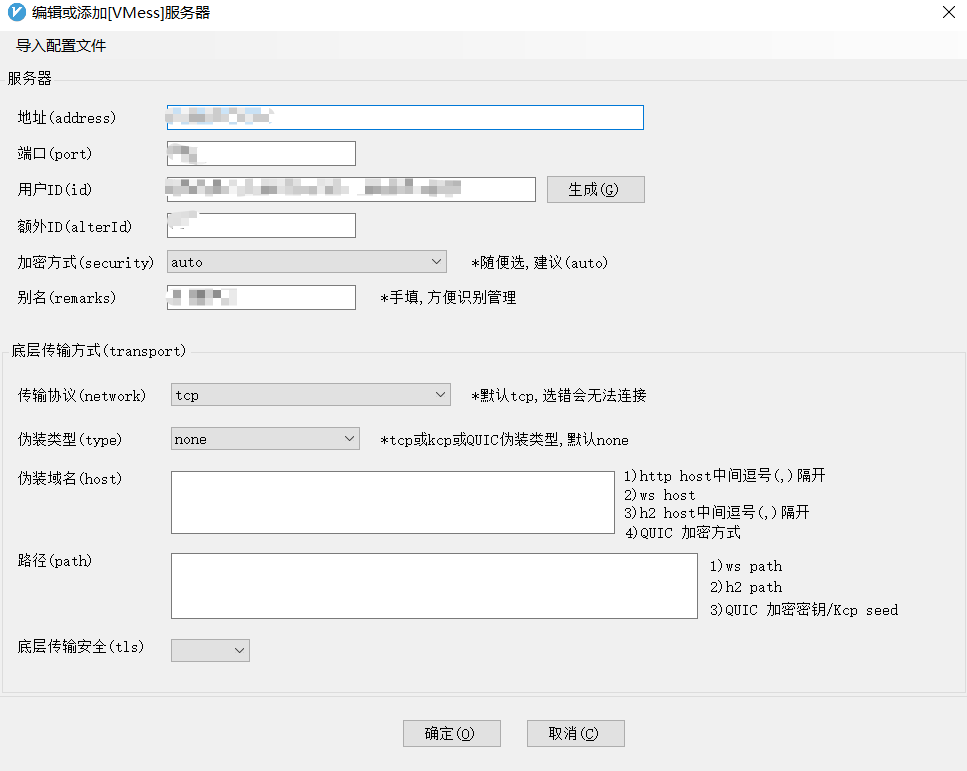 编辑或添加[VMess]服务器
导入配置文件
服务器
地址(address)
端口(port)
用户ID(id)
生成(G)
额外ID(alterId)
加密方式(security)
auto
*随便选,建议(auto)
别名(remarks)
*手填,方便识别管理
底层传输方式(transport)
传输协议(network)
tcp
*默认tcp,选错会无法连接
伪装类型(type)
none
*tcp或kcp或QUIC伪装类型,默认none
伪装域名(host)
1)http host中间逗号(,)隔开
2)ws host
3)h2 host中间逗号(,)隔开
4)QUIC 加密方式
路径(path)
1)ws path
2)h2 path
3)QUIC 加密密钥/Kcp seed
底层传输安全(tls)
确定(O)
取消(C)